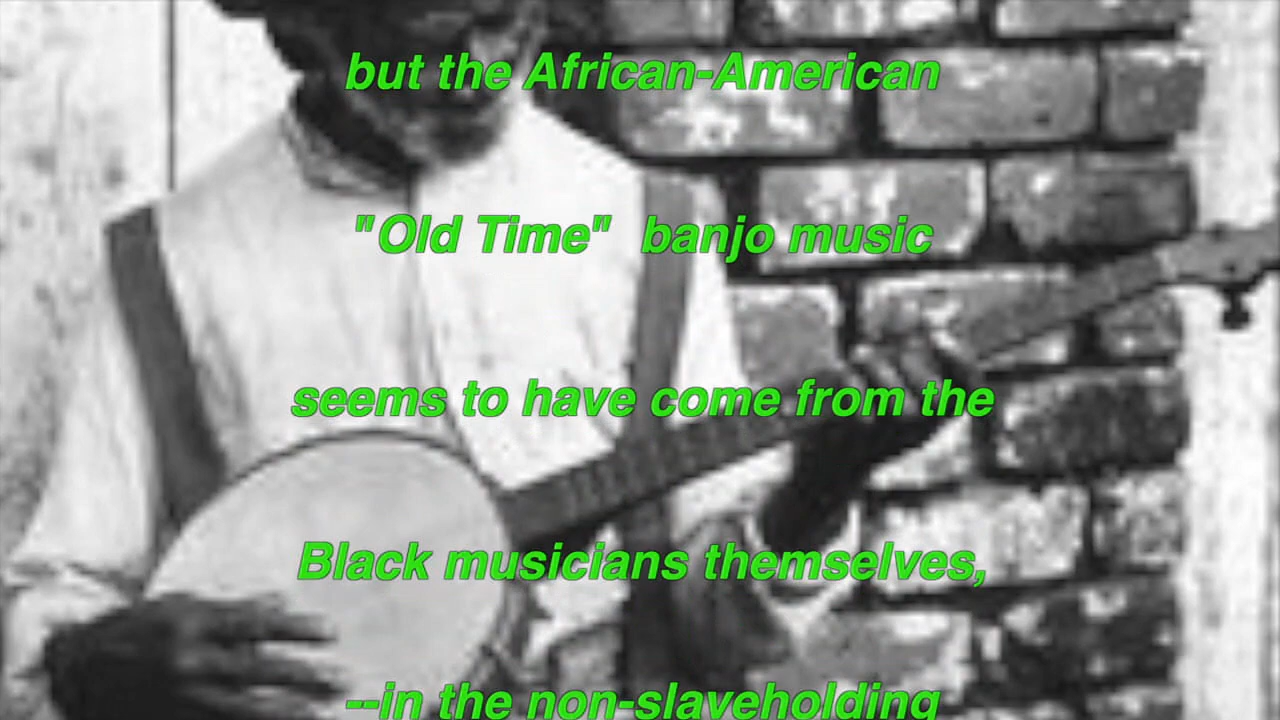 but the African-American
"Old Time"  banjo music
seems to have come from the
Black musicians themselves,
--in the non-slaveholding